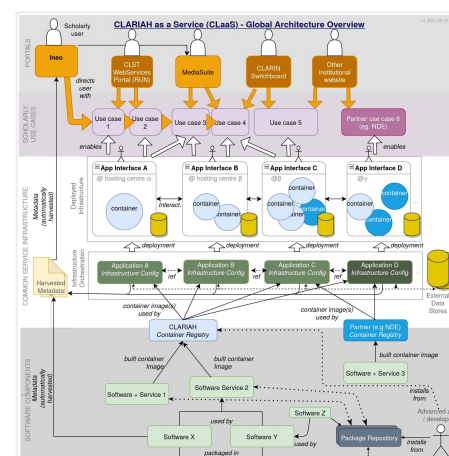 CLARIAH as a Service (CLaaS) - Global Architecture Overview
PORTALS
Scholarly
user
Ineo
CLST
WebServices
Portal (RUN)
MediaSuite
CLARIN
Switchboard
Other
institutional
website
directs
user
with
SCHOLARLY
USE CASES
Use case
1
Use case
2
Use case 3
Use case 4
Use case 5
Partner use case 6
(eg. NDE)
enables
enables
enables
enables
COMMON SERVICE INFRASTRUCTURE
Deployed
Infrastructure
App Interface A
@ hosting centre α
container
Interact.
App Interface B
@ hosting centre β
container
App Interface C
@β
container
container
App Interface D
@γ
container
Metadata
(automatically
harvested)
deployment
deployment
deployment
deployment
Infrastructure
Orchestration
Application A
Infrastructure Config
ref
Application B
Infrastructure Config
ref
Application C
Infrastructure Config
Application D
Infrastructure Config
Harvested
Metadata
External
Data
Stores
container image(s)
used by
container image(s)
used by
CLARIAH
Container Registry
Partner (e.g NDE)
Container Registry
SOFTWARE COMPONENTS
Metadata
(automatically
harvested)
built container
Image
built container
Image
built container image
Software + Service 1
Software Service 2
Software + Service 3
installs
from
Software Z
Advanced
/ develop
used by
used by
Software X
Software Y
Package Repository
installs
from
packaged in